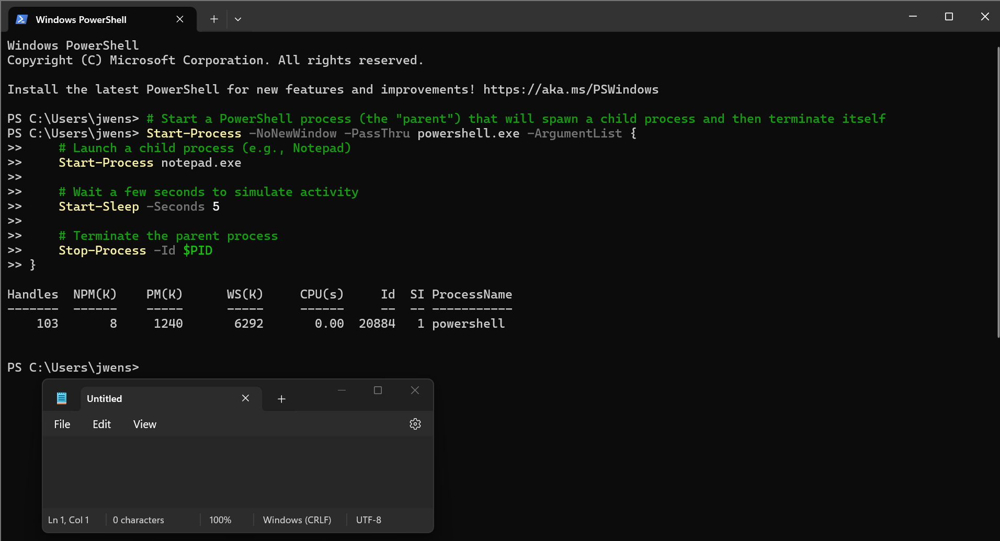 Windows PowerShell
Windows PowerShell
Copyright (C) Microsoft Corporation. All rights reserved.
Install the latest PowerShell for new features and improvements! https://aka.ms/PSWindows
PS C:\Users\jwens> # Start a PowerShell process (the "parent") that will spawn a child process and then terminate itself
PS C:\Users\jwens> Start-Process -NoNewWindow -PassThru powershell.exe -ArgumentList {
>>     # Launch a child process (e.g., Notepad)
>>     Start-Process notepad.exe
>>
>>     # Wait a few seconds to simulate activity
>>     Start-Sleep -Seconds 5
>>
>>     # Terminate the parent process
>>     Stop-Process -Id $PID
>> }
Handles  NPM(K)    PM(K)      WS(K)     CPU(s)     Id  SI ProcessName
-------  ------    -----      -----     ------     --  -- -----------
    103       8     1240       6292       0.00  20884   1 powershell
PS C:\Users\jwens>
Untitled
File Edit View
Ln 1, Col 1 0 characters 100% Windows (CRLF) UTF-8